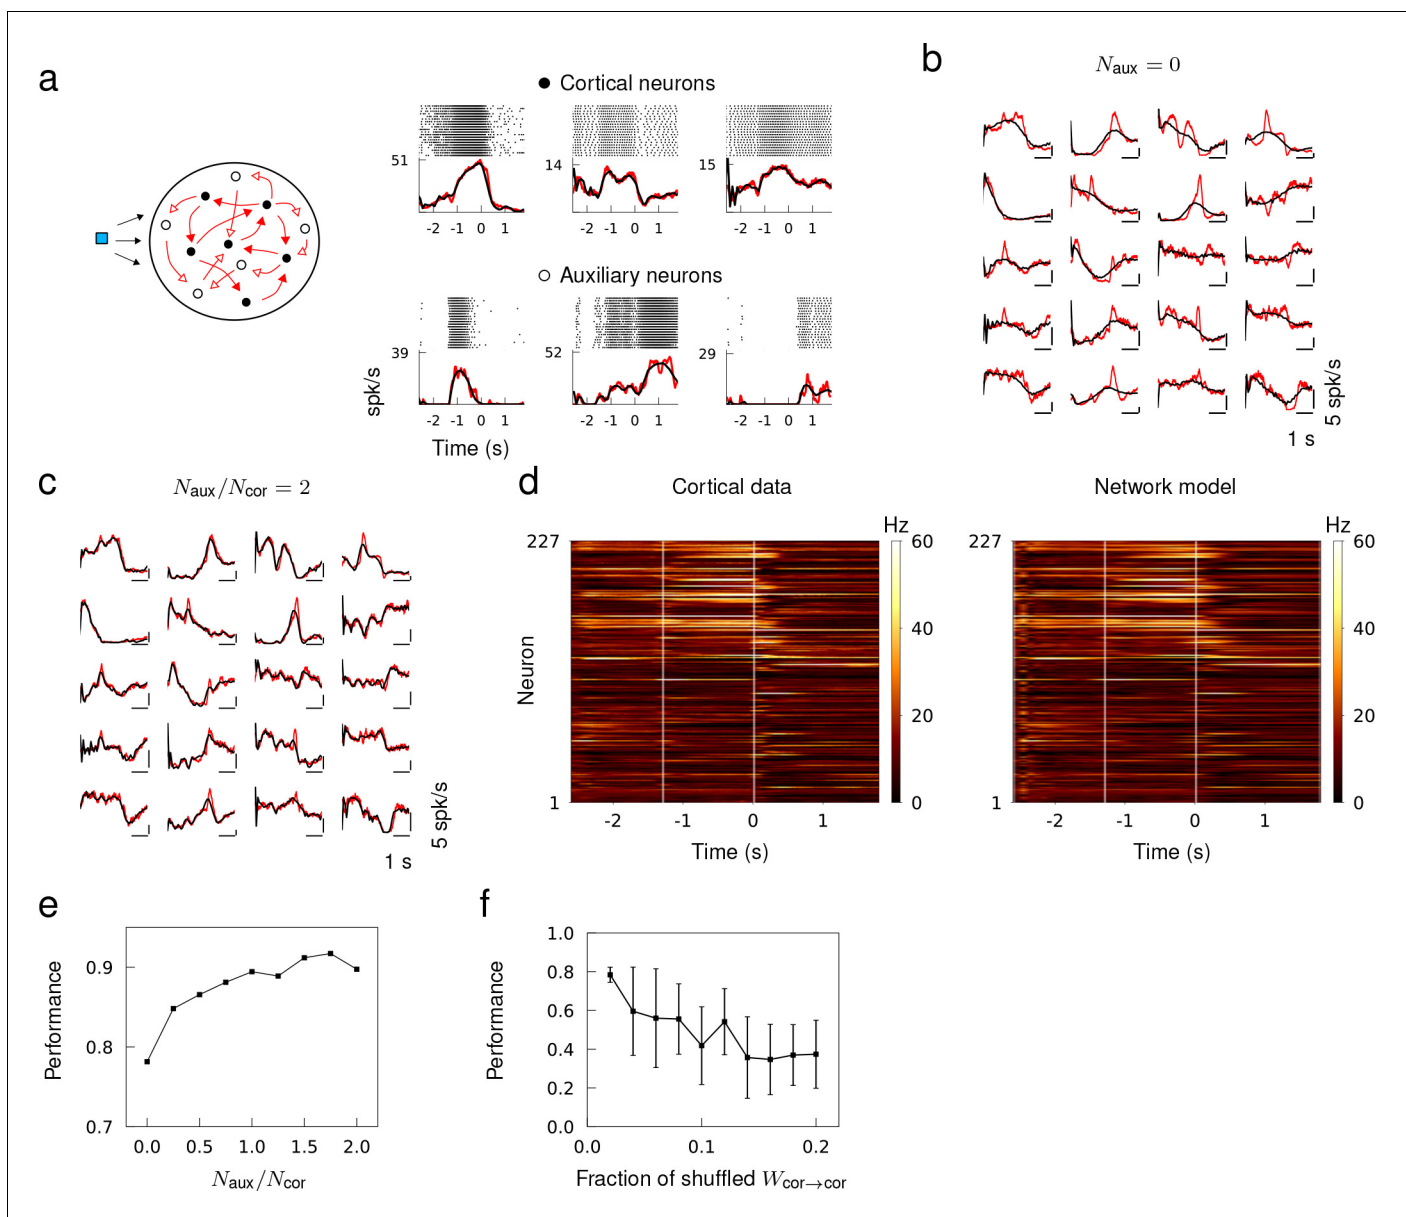 a
● Cortical neurons
51
14
15
-2 -1 0 1
-2 -1 0 1
-2 -1 0 1
○ Auxiliary neurons
39
52
29
spk/s
-2 -1 0 1
-2 -1 0 1
-2 -1 0 1
Time (s)
b
N_aux = 0
5 spk/s
1 s
c
N_aux/N_cor = 2
5 spk/s
1 s
d
Cortical data
Network model
Hz
Hz
227
60
227
60
40
40
Neuron
20
20
1
0
1
0
-2 -1 0 1
-2 -1 0 1
Time (s)
Time (s)
e
Performance
0.9
0.8
0.7
0.0 0.5 1.0 1.5 2.0
N_aux/N_cor
f
Performance
1.0
0.8
0.6
0.4
0.2
0.0
0.0 0.1 0.2
Fraction of shuffled W_cor→cor